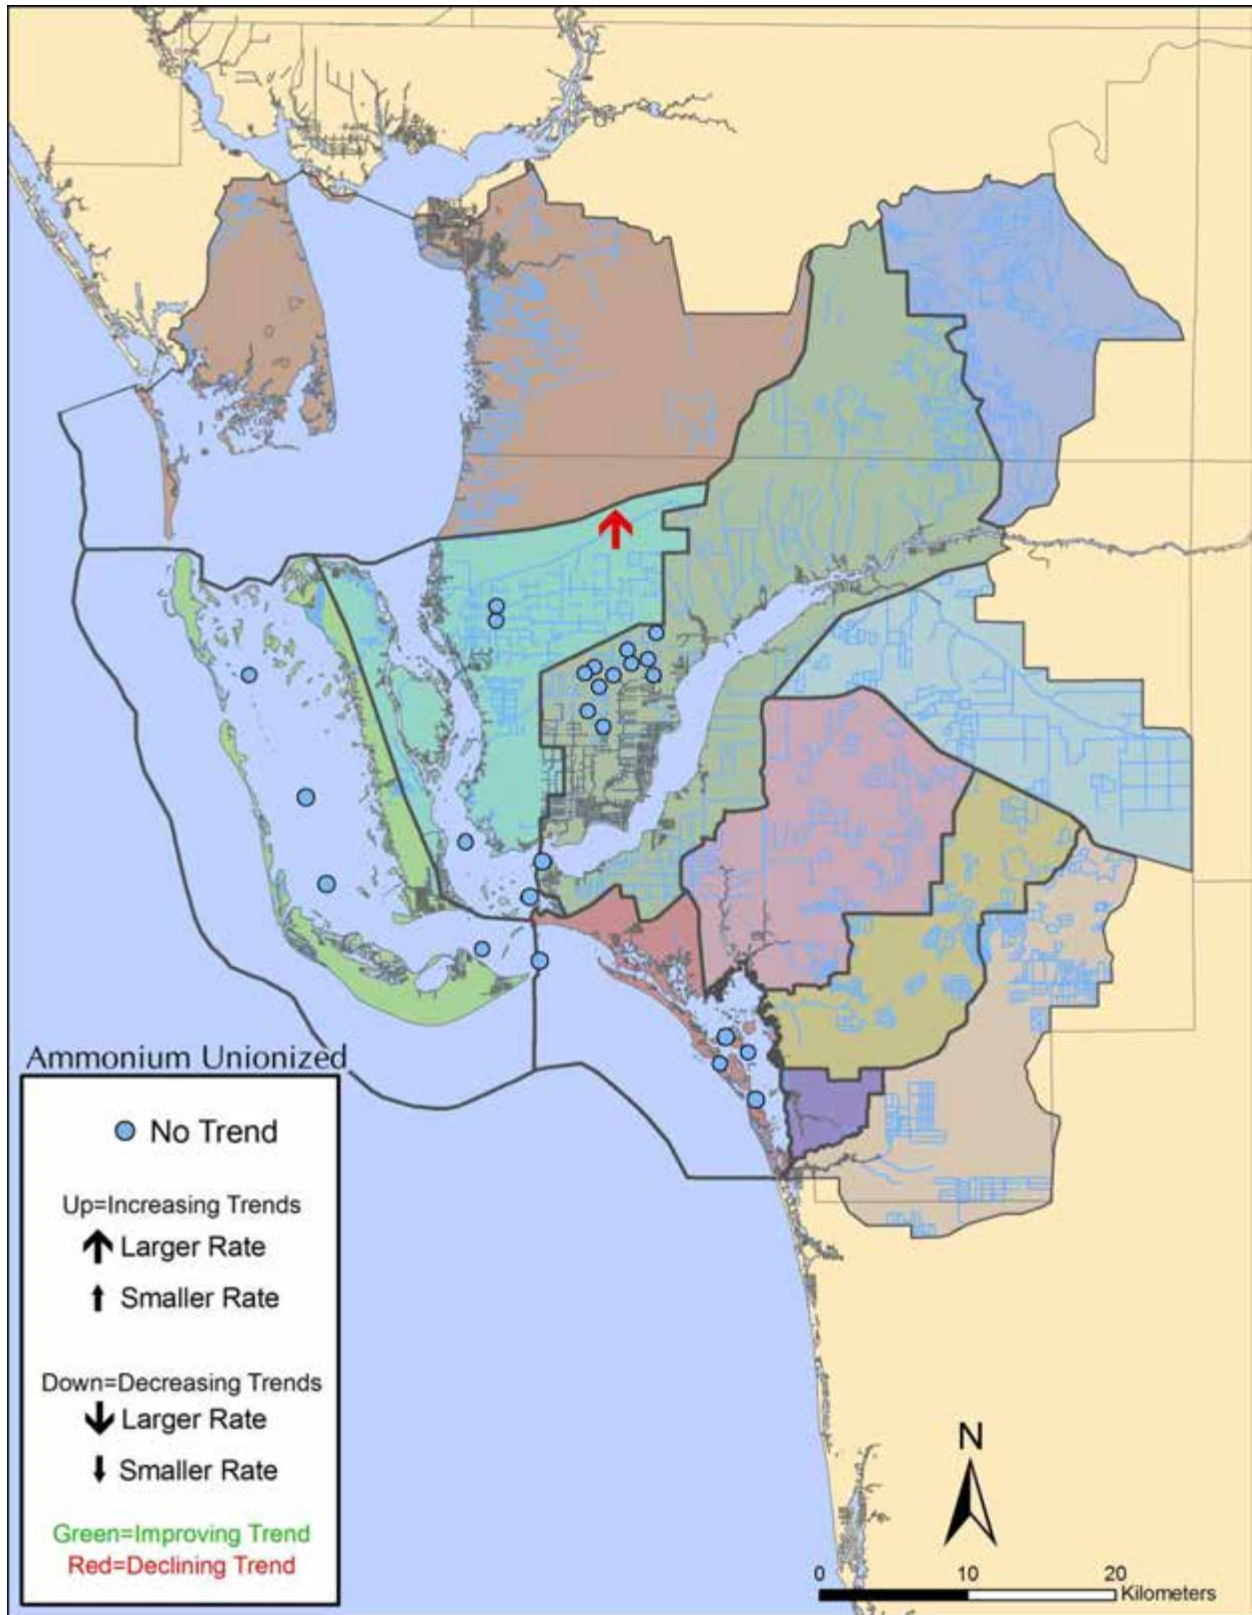 Ammonium Unionized
No Trend
Up=Increasing Trends
Larger Rate
Smaller Rate
Down=Decreasing Trends
Larger Rate
Smaller Rate
Green=Improving Trend
Red=Declining Trend
N
0 10 20
Kilometers